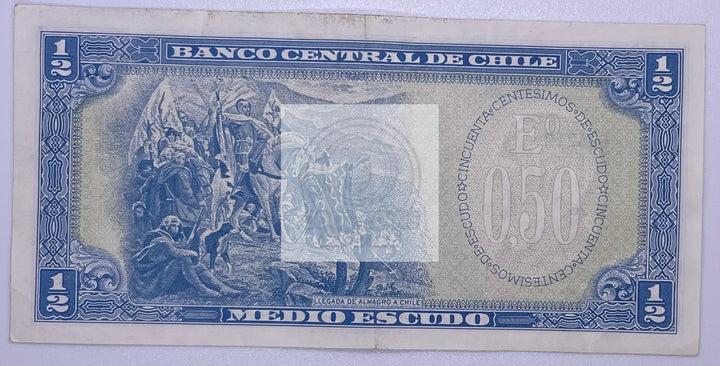 1/2
BANCO CENTRAL DE CHILE
1/2
CINCUENTA☆CENTESIMOS☆DE☆ESCUDO☆CINCUENTA☆CENTESIMOS☆DE☆ESCUDO☆
Eº
0,50
1/2
LLEGADA DE ALMAGRO A CHILE
MEDIO ESCUDO
1/2